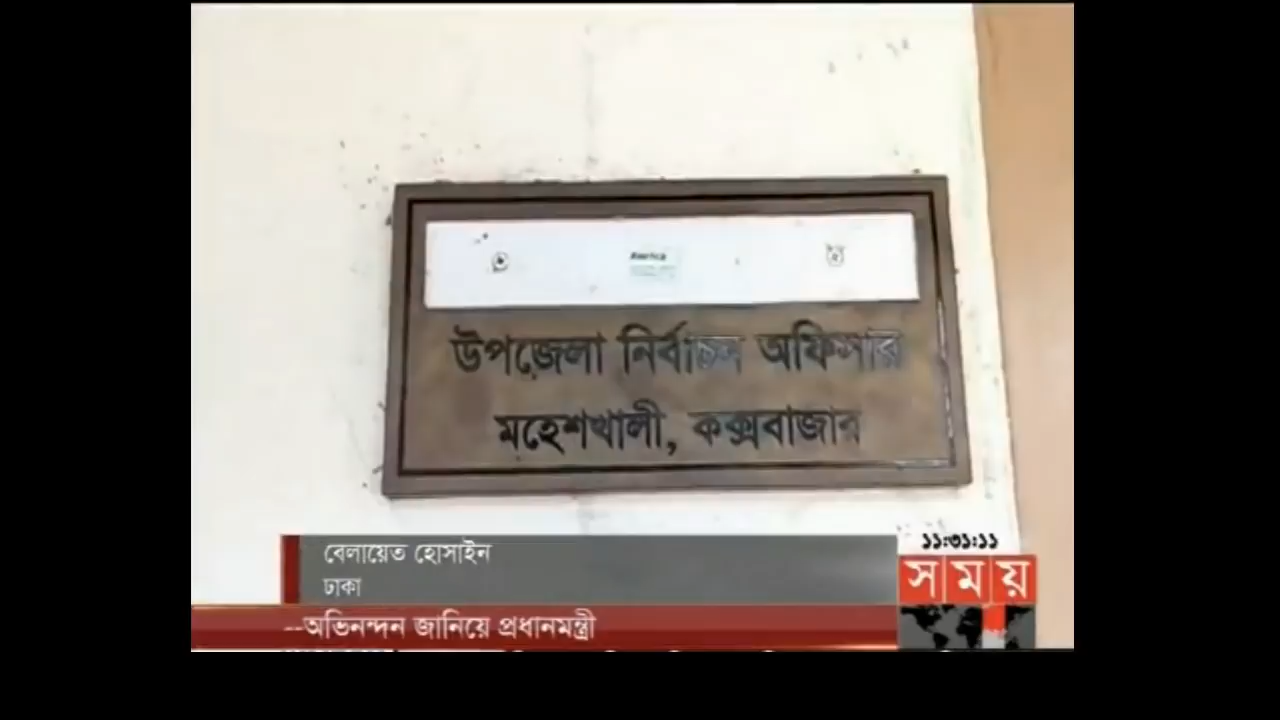 উপজেলা নির্বাচন অফিসার
মহেশখালী, কক্সবাজার
বেলায়েত হোসাইন
ঢাকা
১১:৩১:১১
সময়
--অভিনন্দন জানিয়ে প্রধানমন্ত্রী